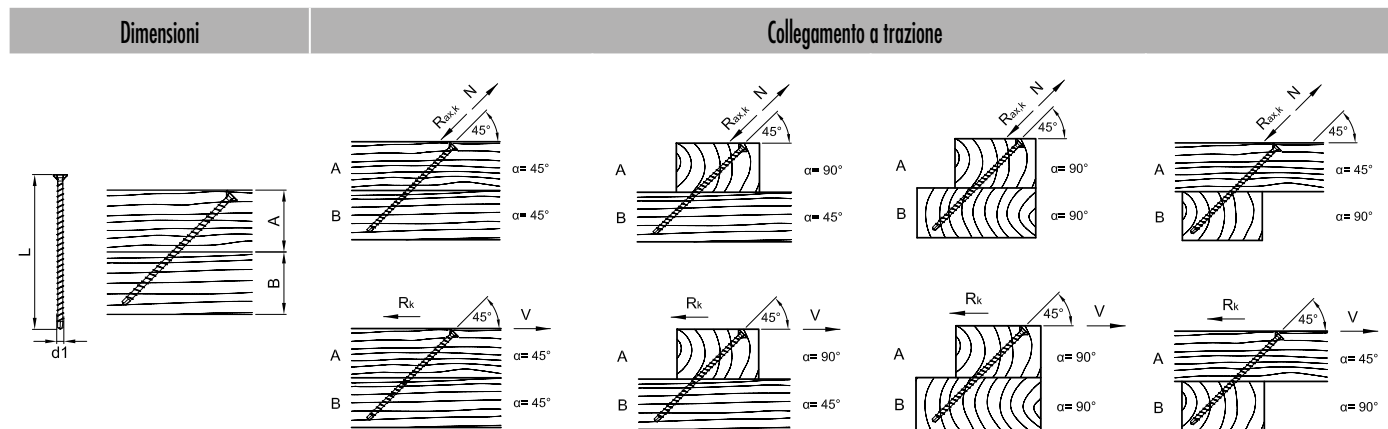 Dimensioni
Collegamento a trazione
L
d1
A
B
Rax,k N
45°
A α= 45°
B α= 45°
Rax,k N
45°
A α= 90°
B α= 45°
Rax,k N
45°
A α= 90°
B α= 90°
Rax,k N
45°
A α= 45°
B α= 90°
Rk 45° V
A α= 45°
B α= 45°
Rk 45° V
A α= 90°
B α= 45°
Rk 45° V
A α= 90°
B α= 90°
Rk 45° V
A α= 45°
B α= 90°